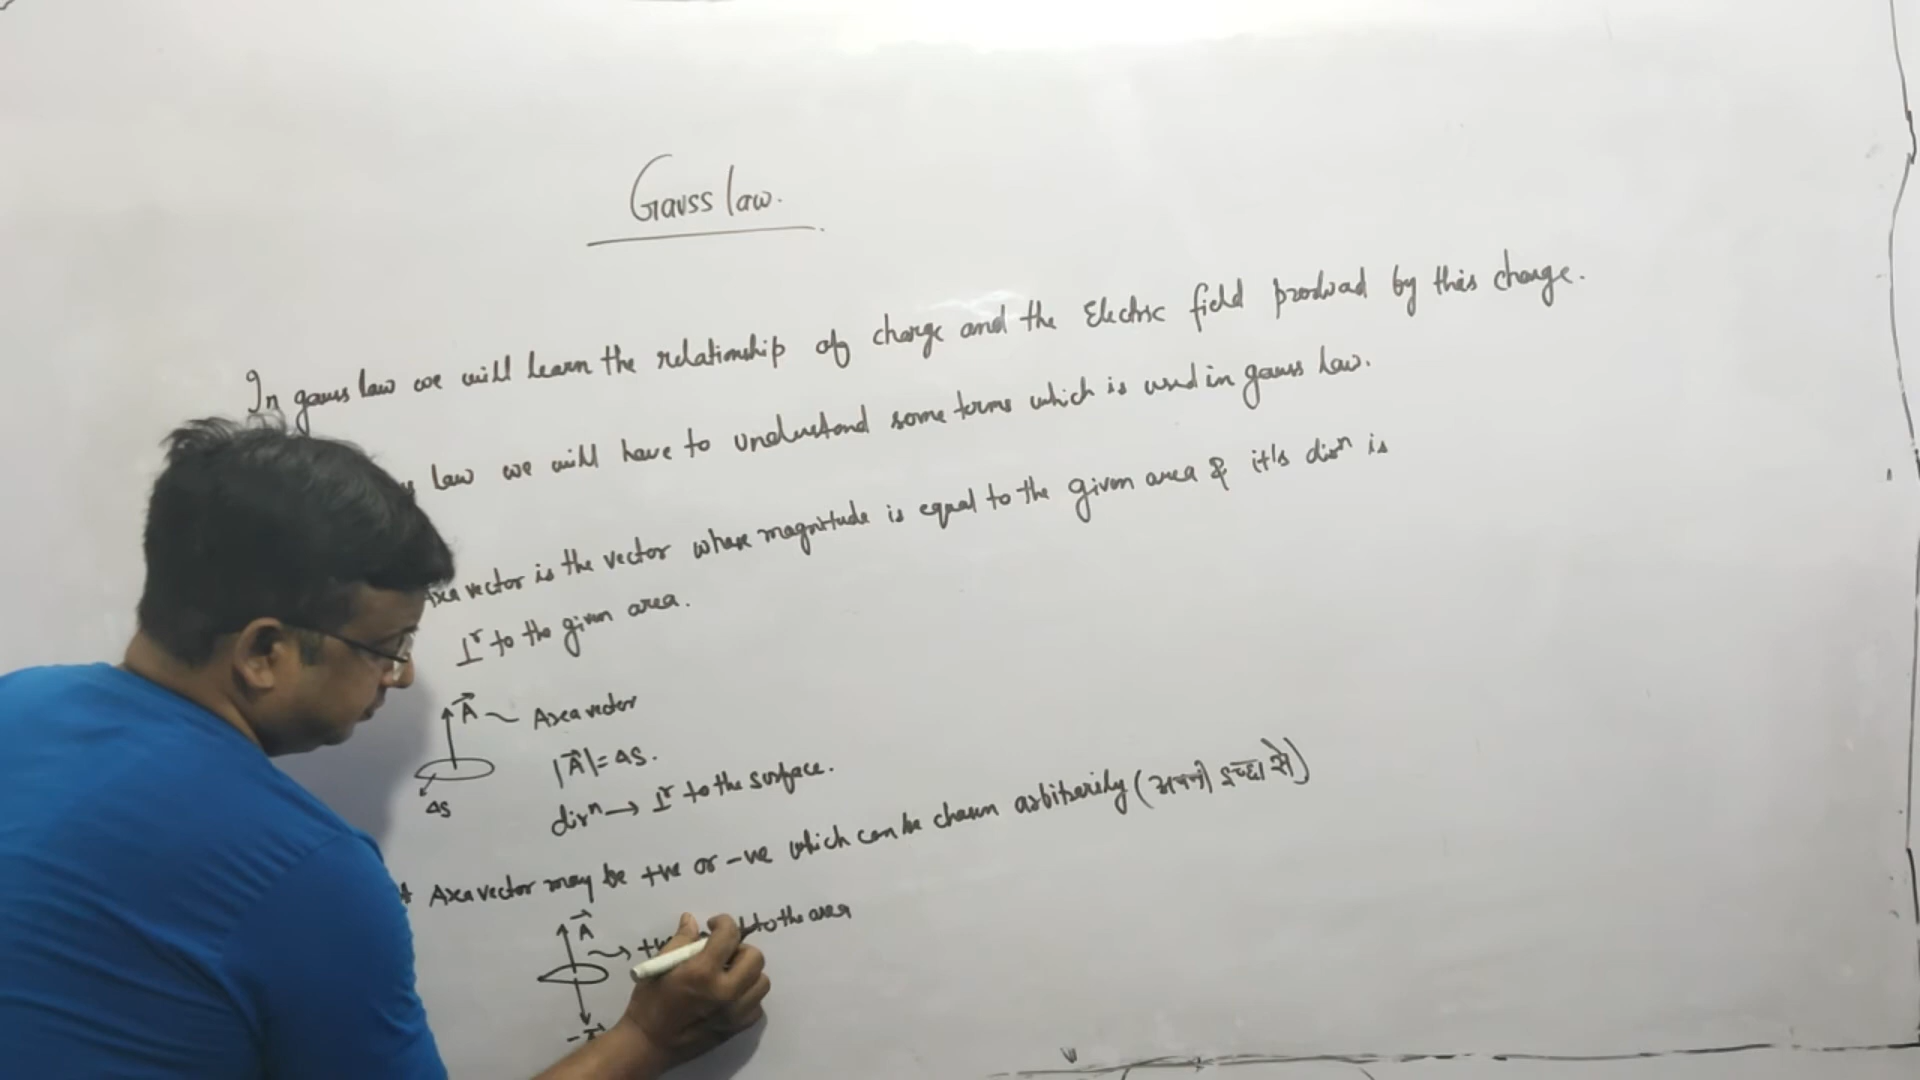 Gauss law.
In gauss law we will learn the relationship of charge and the Electric field producd by this charge.
law we will have to understand some terms which is used in gauss law.
Area vector is the vector whose magnitude is equal to the given area & it's dirⁿ is
⊥ʳ to the given area.
A⃗ Area vector
|A⃗| = ΔS.
ΔS
dirⁿ → ⊥ʳ to the surface.
Area vector may be +ve or -ve which can be chosen arbitrarily (अपनी इच्छा से)
A⃗
to the area
-A⃗